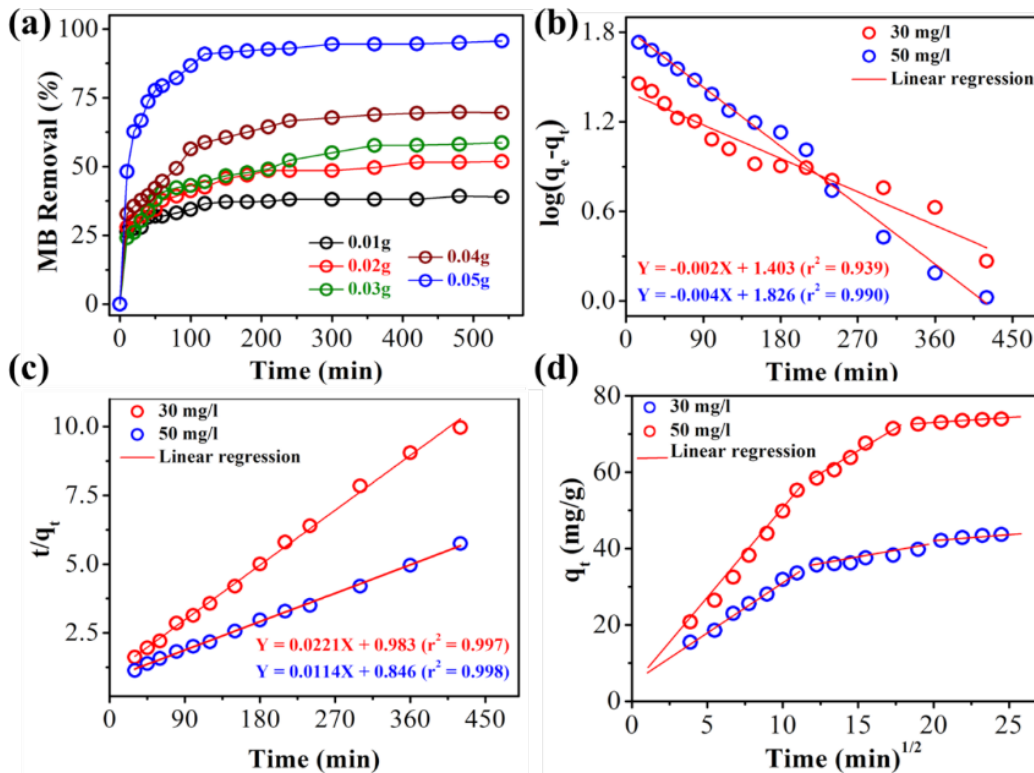 (a)
MB Removal (%)
100
75
50
25
0
0.01g
0.02g
0.03g
0.04g
0.05g
0 100 200 300 400 500
Time (min)
(b)
log(qe-qt)
1.8
1.2
0.6
0.0
30 mg/l
50 mg/l
Linear regression
Y = -0.002X + 1.403 (r² = 0.939)
Y = -0.004X + 1.826 (r² = 0.990)
0 90 180 270 360 450
Time (min)
(c)
t/qt
10.0
7.5
5.0
2.5
30 mg/l
50 mg/l
Linear regression
Y = 0.0221X + 0.983 (r² = 0.997)
Y = 0.0114X + 0.846 (r² = 0.998)
0 90 180 270 360 450
Time (min)
(d)
qt (mg/g)
80
60
40
20
0
30 mg/l
50 mg/l
Linear regression
0 5 10 15 20 25
Time (min)1/2